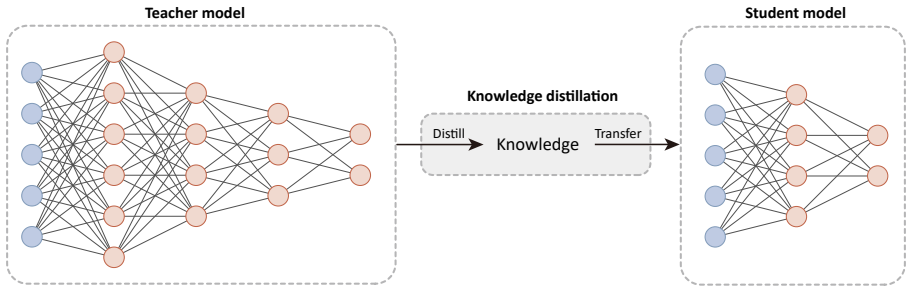 Teacher model
Student model
Knowledge distillation
Distill
Knowledge
Transfer